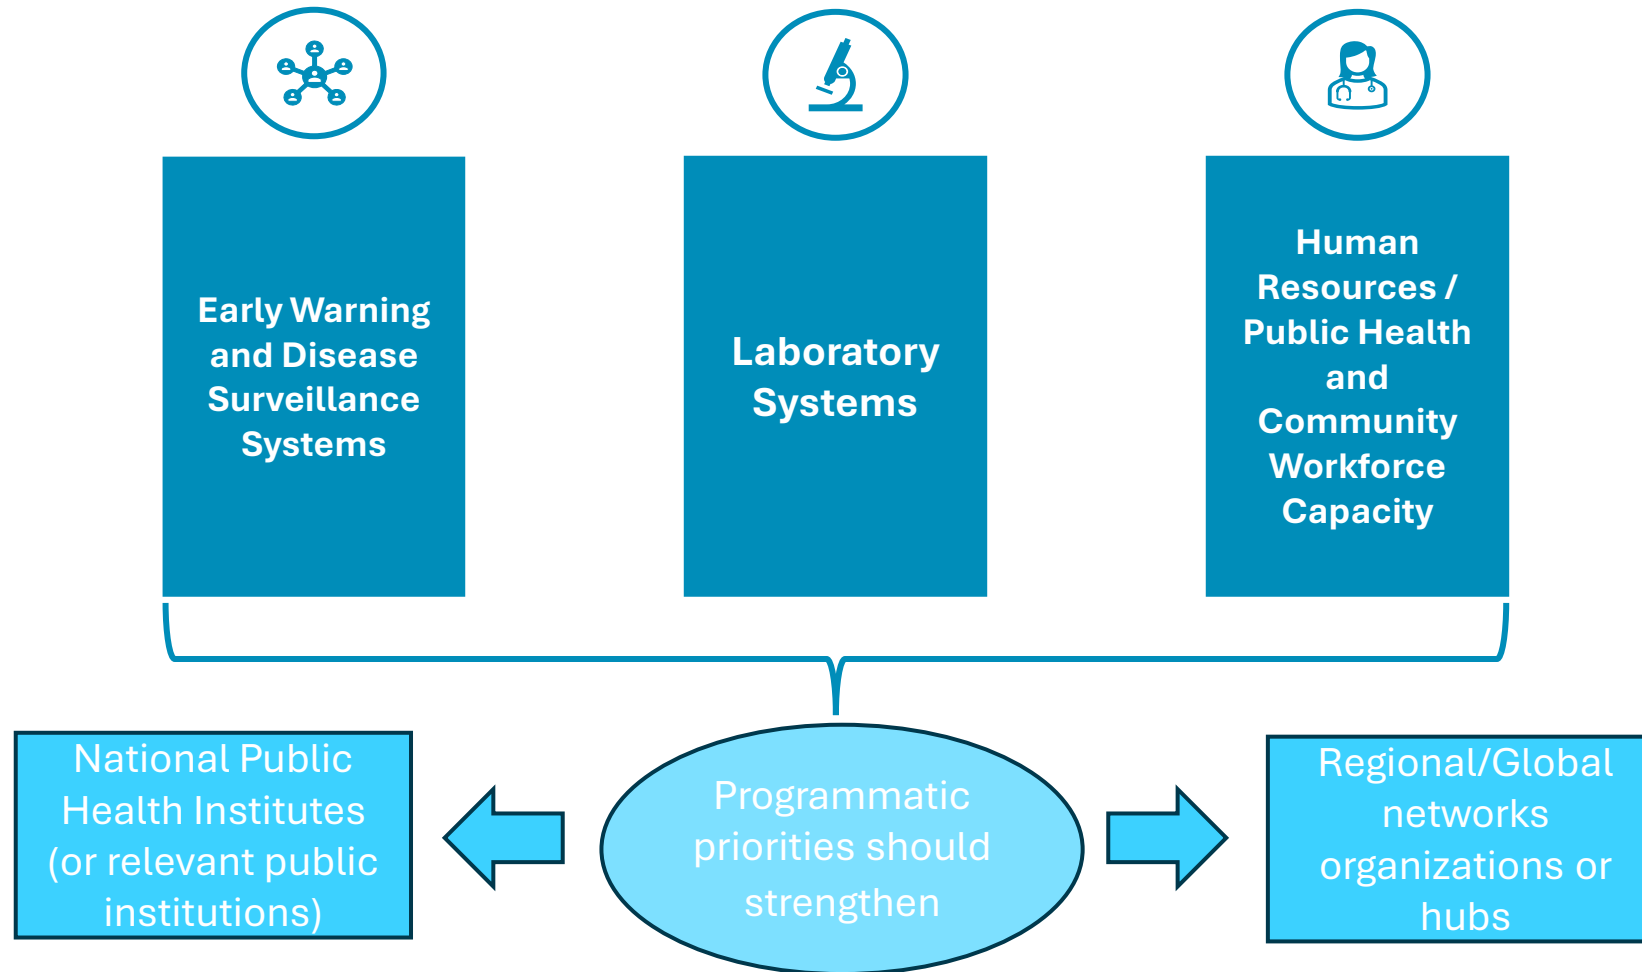 Early Warning
and Disease
Surveillance
Systems
Laboratory
Systems
Human
Resources /
Public Health
and
Community
Workforce
Capacity
National Public
Health Institutes
(or relevant public
institutions)
Programmatic
priorities should
strengthen
Regional/Global
networks
organizations or
hubs